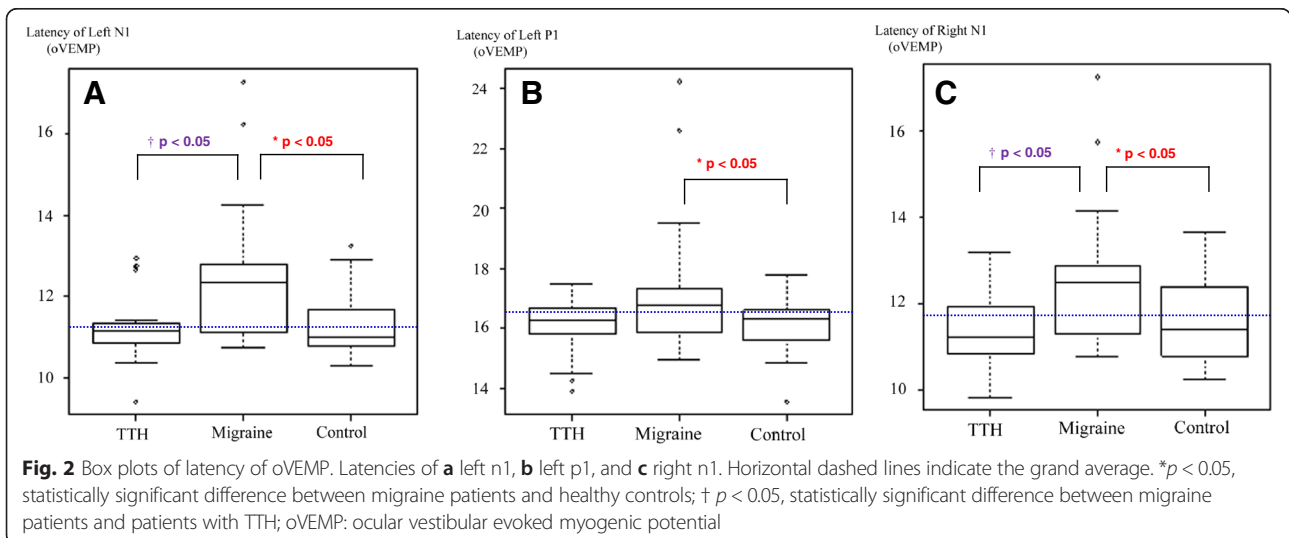 Latency of Left N1
(oVEMP)
A
16
14
12
10
† p < 0.05
* p < 0.05
TTH Migraine Control
Latency of Left P1
(oVEMP)
B
24
22
20
18
16
14
* p < 0.05
TTH Migraine Control
Latency of Right N1
(oVEMP)
C
16
14
12
10
† p < 0.05
* p < 0.05
TTH Migraine Control
Fig. 2 Box plots of latency of oVEMP. Latencies of a left n1, b left p1, and c right n1. Horizontal dashed lines indicate the grand average. *p < 0.05,
statistically significant difference between migraine patients and healthy controls; † p < 0.05, statistically significant difference between migraine
patients and patients with TTH; oVEMP: ocular vestibular evoked myogenic potential